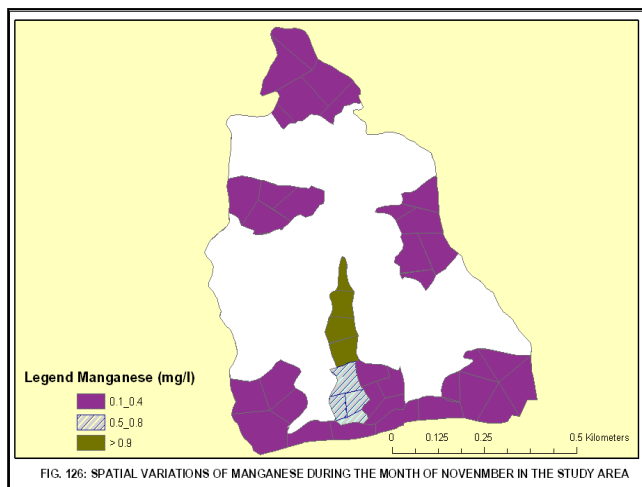 Legend Manganese (mg/l)
0.1_0.4
0.5_0.8
> 0.9
0 0.125 0.25 0.5 Kilometers
FIG. 126: SPATIAL VARIATIONS OF MANGANESE DURING THE MONTH OF NOVENMBER IN THE STUDY AREA